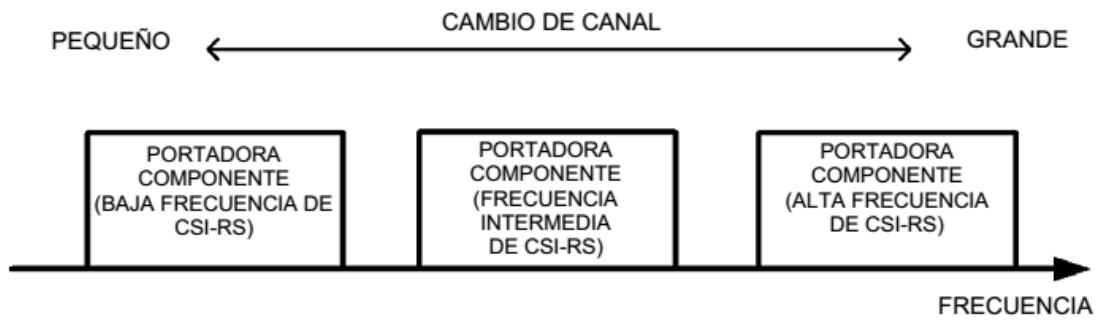 CAMBIO DE CANAL
PEQUEÑO
GRANDE
PORTADORA
COMPONENTE
(BAJA FRECUENCIA DE
CSI-RS)
PORTADORA
COMPONENTE
(FRECUENCIA
INTERMEDIA
DE CSI-RS)
PORTADORA
COMPONENTE
(ALTA FRECUENCIA
DE CSI-RS)
FRECUENCIA